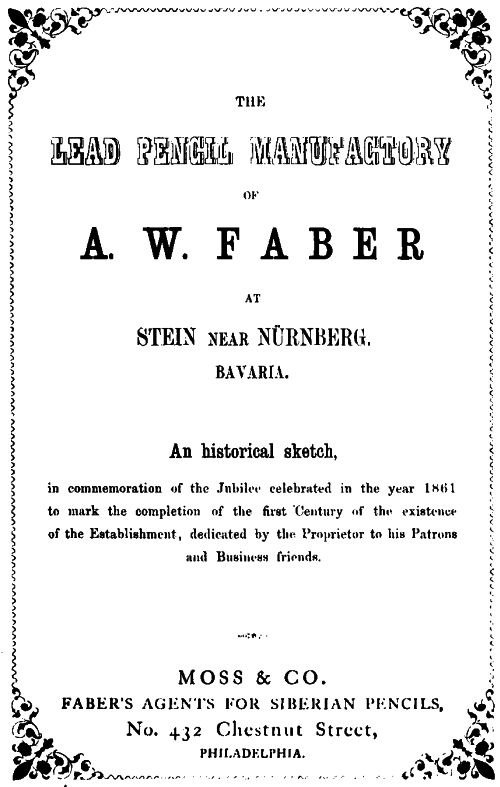 THE
LEAD PENCIL MANUFACTORY
OF
A. W. FABER
AT
STEIN NEAR NÜRNBERG,
BAVARIA.
An historical sketch,
in commemoration of the Jubilee celebrated in the year 1861
to mark the completion of the first Century of the existence
of the Establishment, dedicated by the Proprietor to his Patrons
and Business friends.
MOSS & CO.
FABER'S AGENTS FOR SIBERIAN PENCILS,
No. 432 Chestnut Street,
PHILADELPHIA.